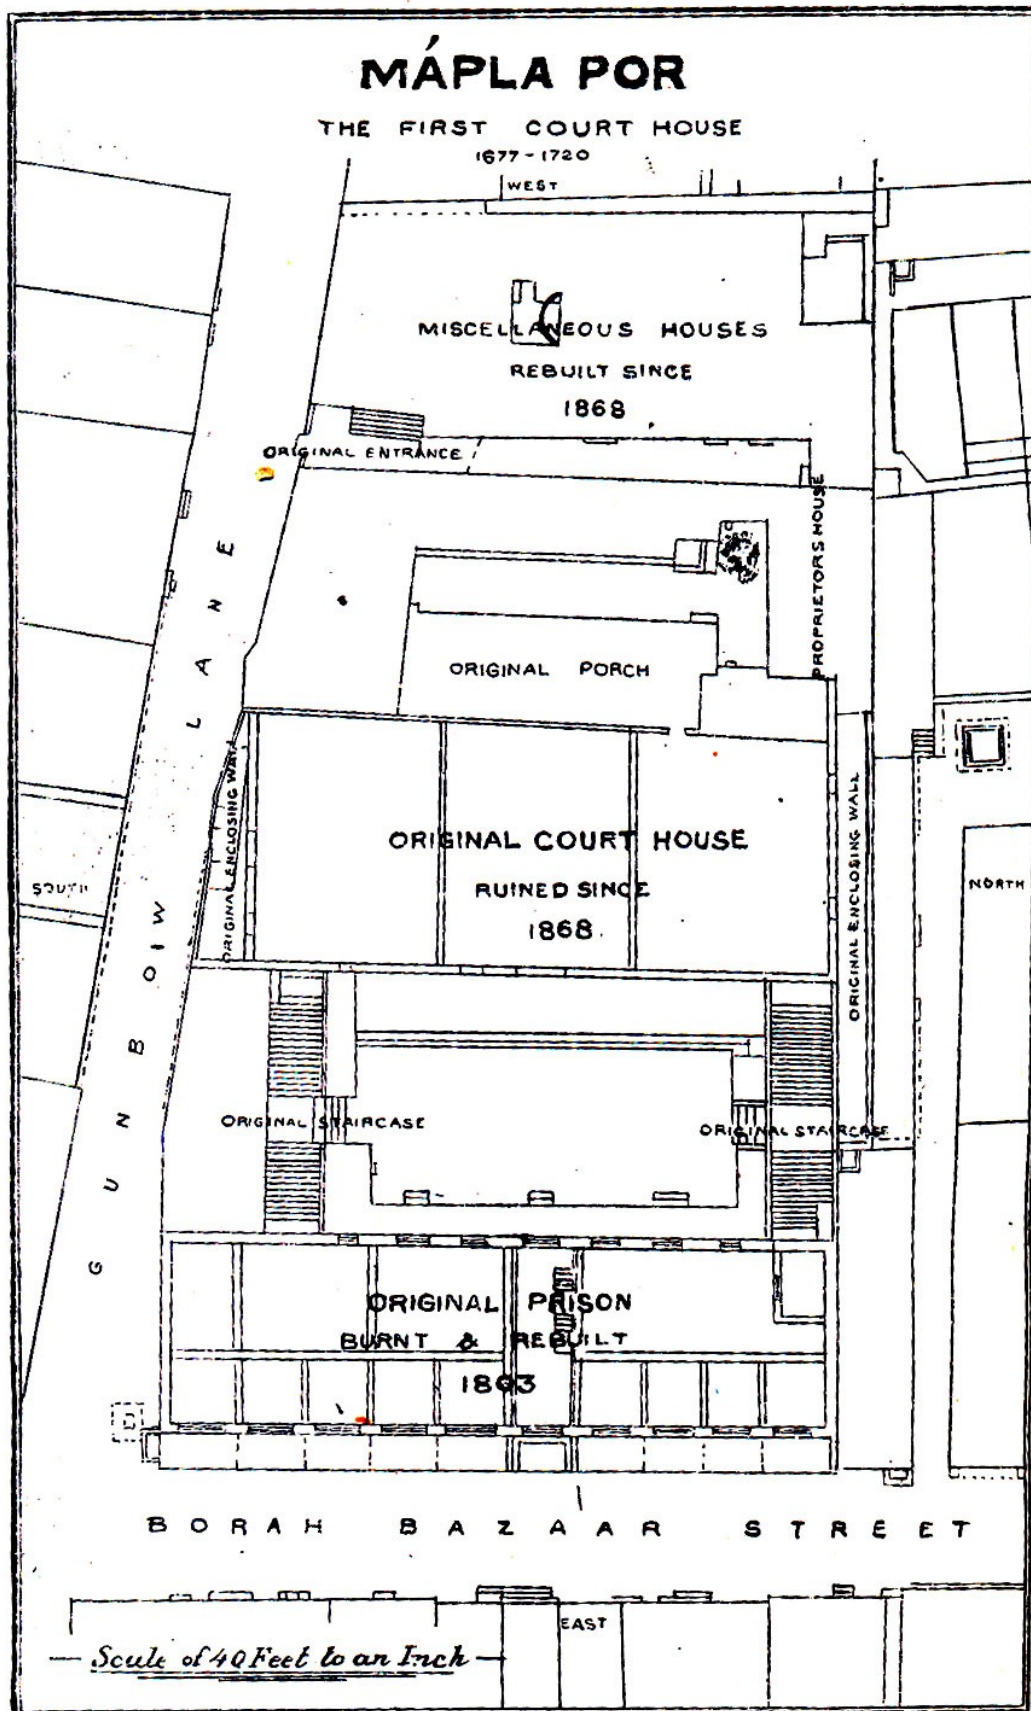 MÁPLA POR
THE FIRST COURT HOUSE
1677-1720
WEST
MISCELLANEOUS HOUSES
REBUILT SINCE
1868
ORIGINAL ENTRANCE
PROPRIETORS HOUSE
ORIGINAL PORCH
GUNBOIW LANE
ORIGINAL ENCLOSING WALL
ORIGINAL COURT HOUSE
RUINED SINCE
1868
ORIGINAL ENCLOSING WALL
SOUTH
NORTH
ORIGINAL STAIRCASE
ORIGINAL STAIRCASE
ORIGINAL PRISON
BURNT & REBUILT
1803
BORAH BAZAAR STREET
EAST
Scale of 40 Feet to an Inch